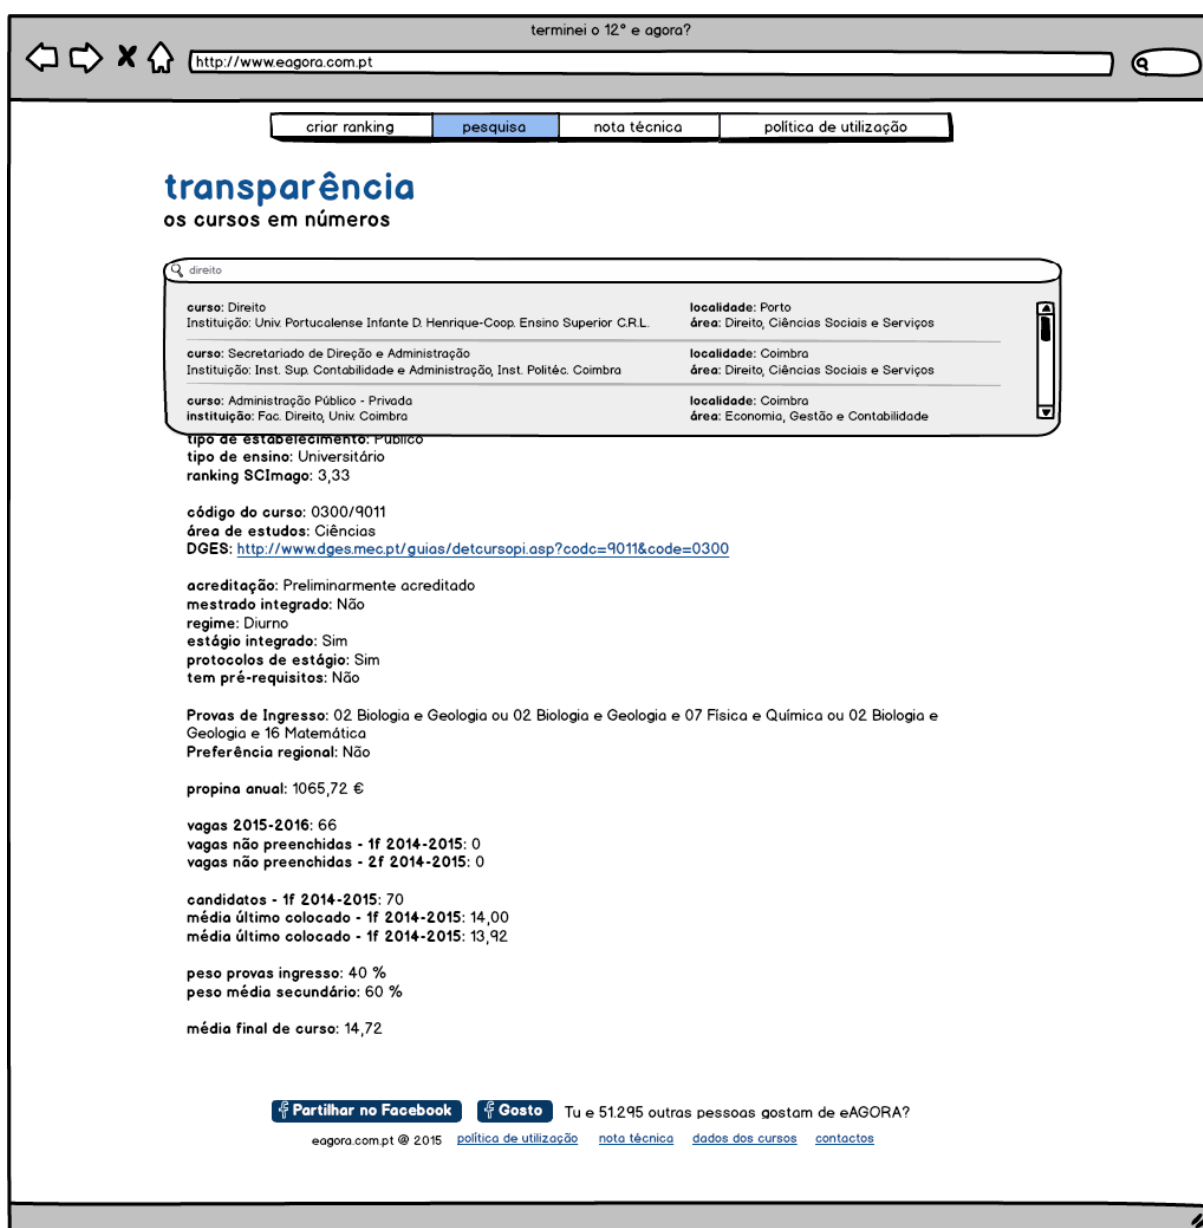 terminei o 12° e agora?
http://www.eagora.com.pt
criar ranking pesquisa nota técnica política de utilização
transparência
os cursos em números
direito
curso: Direito localidade: Porto
Instituição: Univ. Portucalense Infante D. Henrique-Coop. Ensino Superior C.R.L. área: Direito, Ciências Sociais e Serviços
curso: Secretariado de Direção e Administração localidade: Coimbra
Instituição: Inst. Sup. Contabilidade e Administração, Inst. Politéc. Coimbra área: Direito, Ciências Sociais e Serviços
curso: Administração Público - Privada localidade: Coimbra
instituição: Fac. Direito, Univ. Coimbra área: Economia, Gestão e Contabilidade
tipo de estabelecimento: Público
tipo de ensino: Universitário
ranking SCImago: 3,33
código do curso: 0300/9011
área de estudos: Ciências
DGES: http://www.dges.mec.pt/guias/detcursopi.asp?codc=9011&code=0300
acreditação: Preliminarmente acreditado
mestrado integrado: Não
regime: Diurno
estágio integrado: Sim
protocolos de estágio: Sim
tem pré-requisitos: Não
Provas de Ingresso: 02 Biologia e Geologia ou 02 Biologia e Geologia e 07 Física e Química ou 02 Biologia e
Geologia e 16 Matemática
Preferência regional: Não
propina anual: 1065,72 €
vagas 2015-2016: 66
vagas não preenchidas - 1f 2014-2015: 0
vagas não preenchidas - 2f 2014-2015: 0
candidatos - 1f 2014-2015: 70
média último colocado - 1f 2014-2015: 14,00
média último colocado - 1f 2014-2015: 13,92
peso provas ingresso: 40 %
peso média secundário: 60 %
média final de curso: 14,72
Partilhar no Facebook Gosto Tu e 51.295 outras pessoas gostam de eAGORA?
eagora.com.pt @ 2015 política de utilização nota técnica dados dos cursos contactos